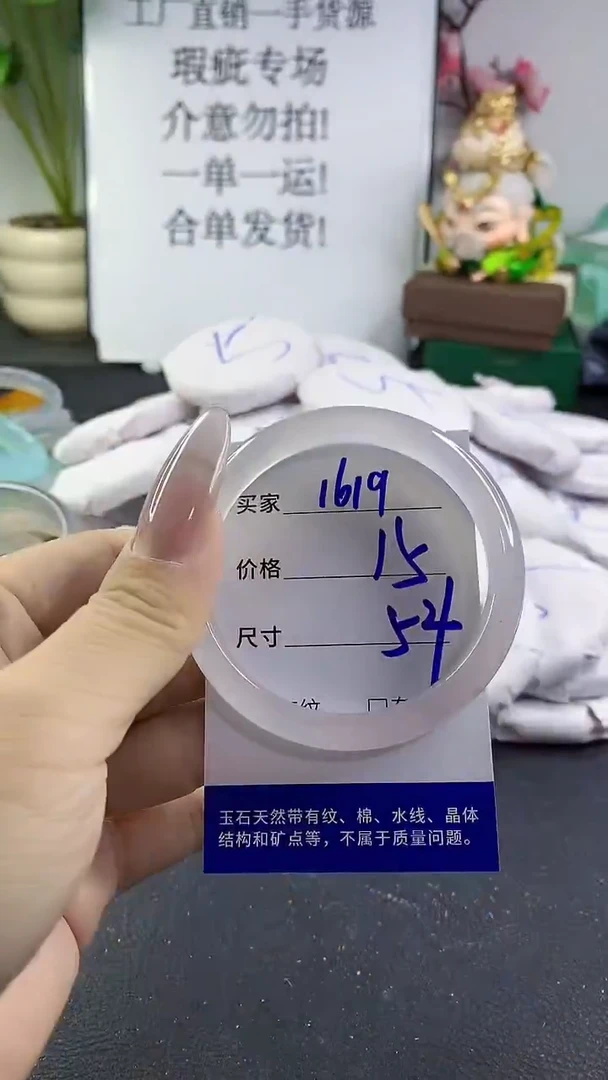 工厂直销一手货源
瑕疵专场
介意勿拍!
一单一运!
合单发货!
15
买家 1619
价格 15
尺寸 54
玉石天然带有纹、棉、水线、晶体
结构和矿点等，不属于质量问题。